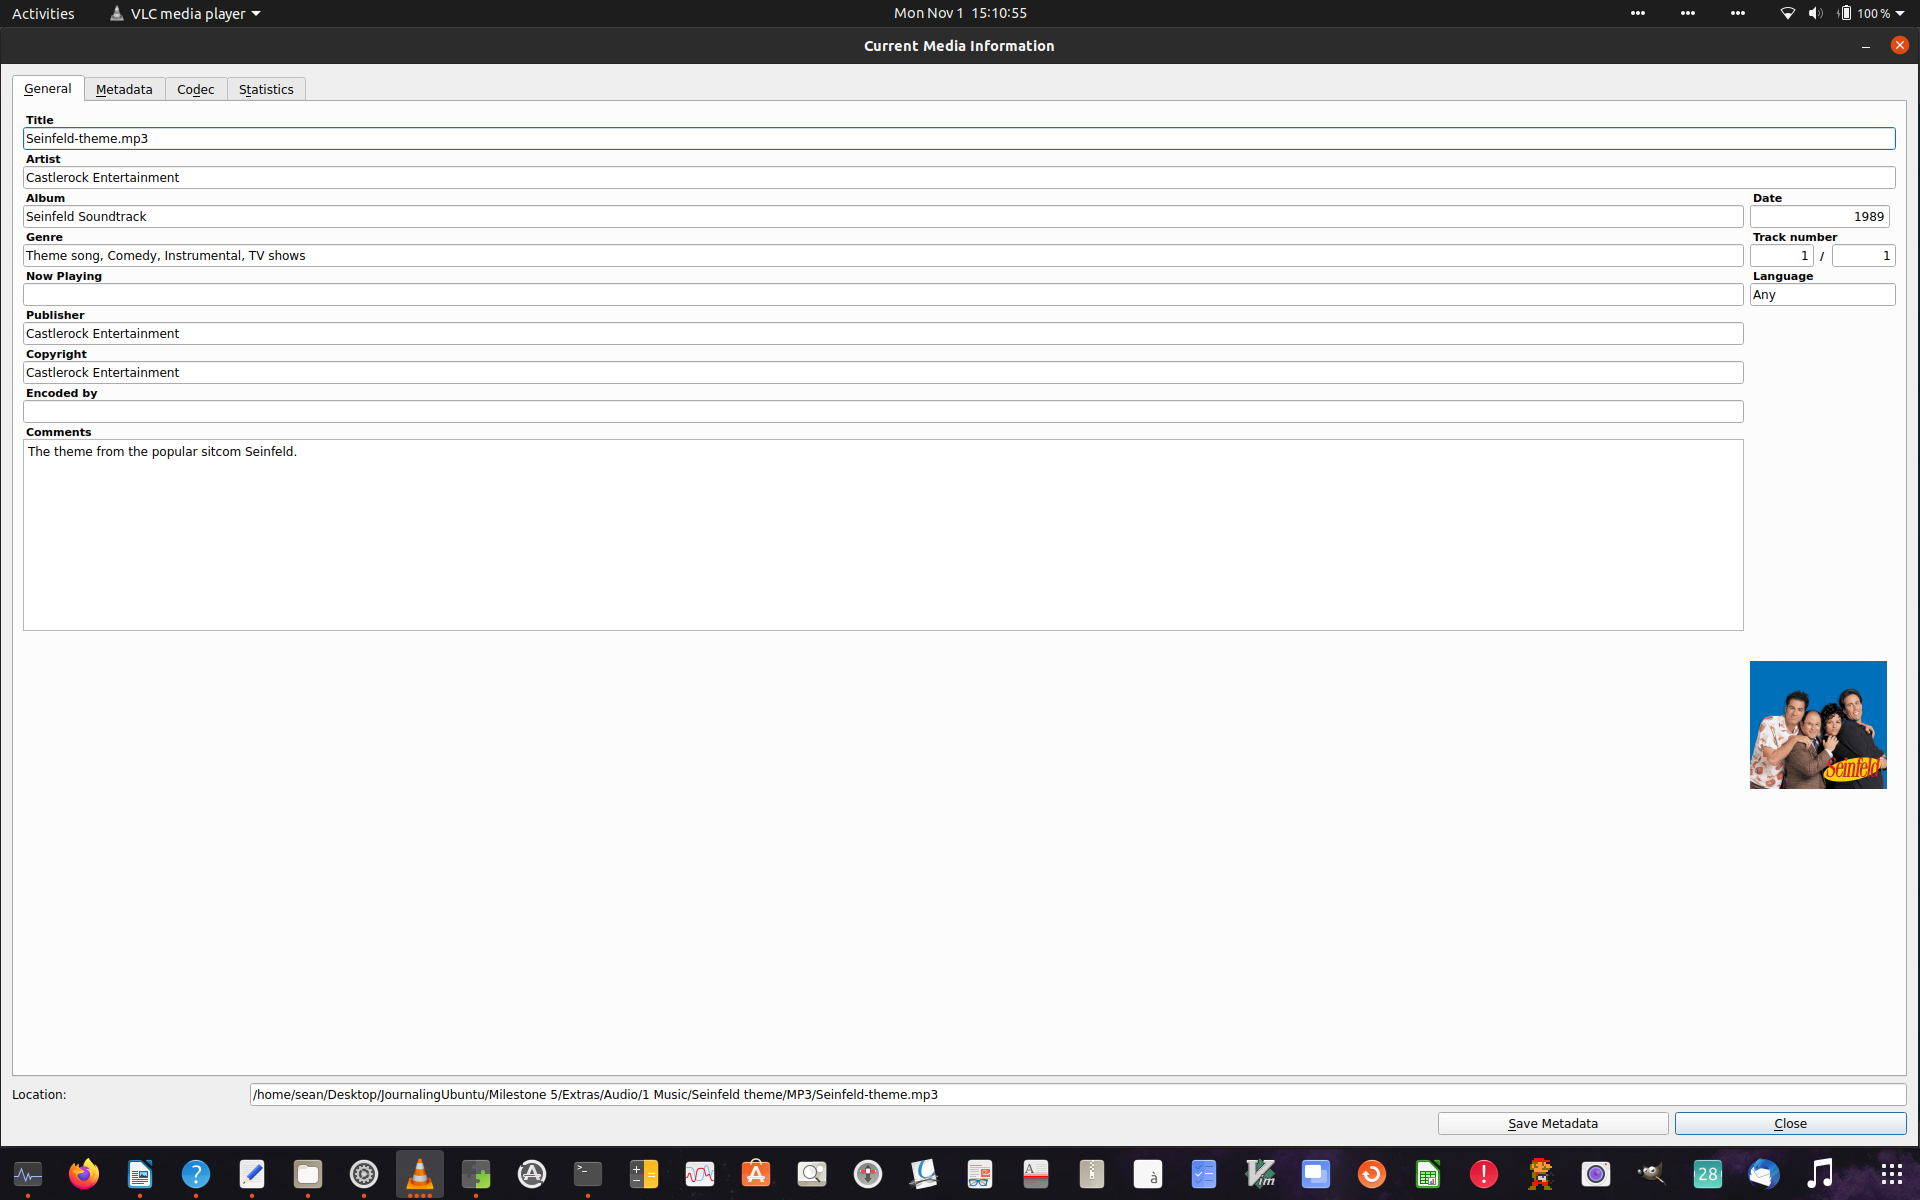 Activities VLC media player Mon Nov 1 15:10:55 100 %
Current Media Information
General Metadata Codec Statistics
Title
Seinfeld-theme.mp3
Artist
Castlerock Entertainment
Album Date
Seinfeld Soundtrack 1989
Genre Track number
Theme song, Comedy, Instrumental, TV shows 1 / 1
Now Playing Language
Any
Publisher
Castlerock Entertainment
Copyright
Castlerock Entertainment
Encoded by
Comments
The theme from the popular sitcom Seinfeld.
Seinfeld
Location: /home/sean/Desktop/JournalingUbuntu/Milestone 5/Extras/Audio/1 Music/Seinfeld theme/MP3/Seinfeld-theme.mp3
Save Metadata Close
28